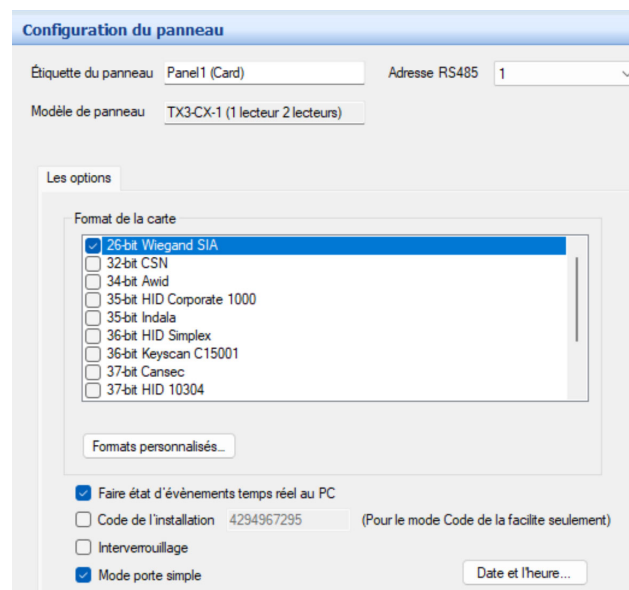 Configuration du panneau
Étiquette du panneau Panel1 (Card) Adresse RS485 1
Modèle de panneau TX3-CX-1 (1 lecteur 2 lecteurs)
Les options
Format de la carte
26-bit Wiegand SIA
32-bit CSN
34-bit Awid
35-bit HID Corporate 1000
35-bit Indala
36-bit HID Simplex
36-bit Keyscan C15001
37-bit Cansec
37-bit HID 10304
Formats personnalisés...
Faire état d'évènements temps réel au PC
Code de l'installation 4294967295 (Pour le mode Code de la facilite seulement)
Interverrouillage
Mode porte simple Date et l'heure...